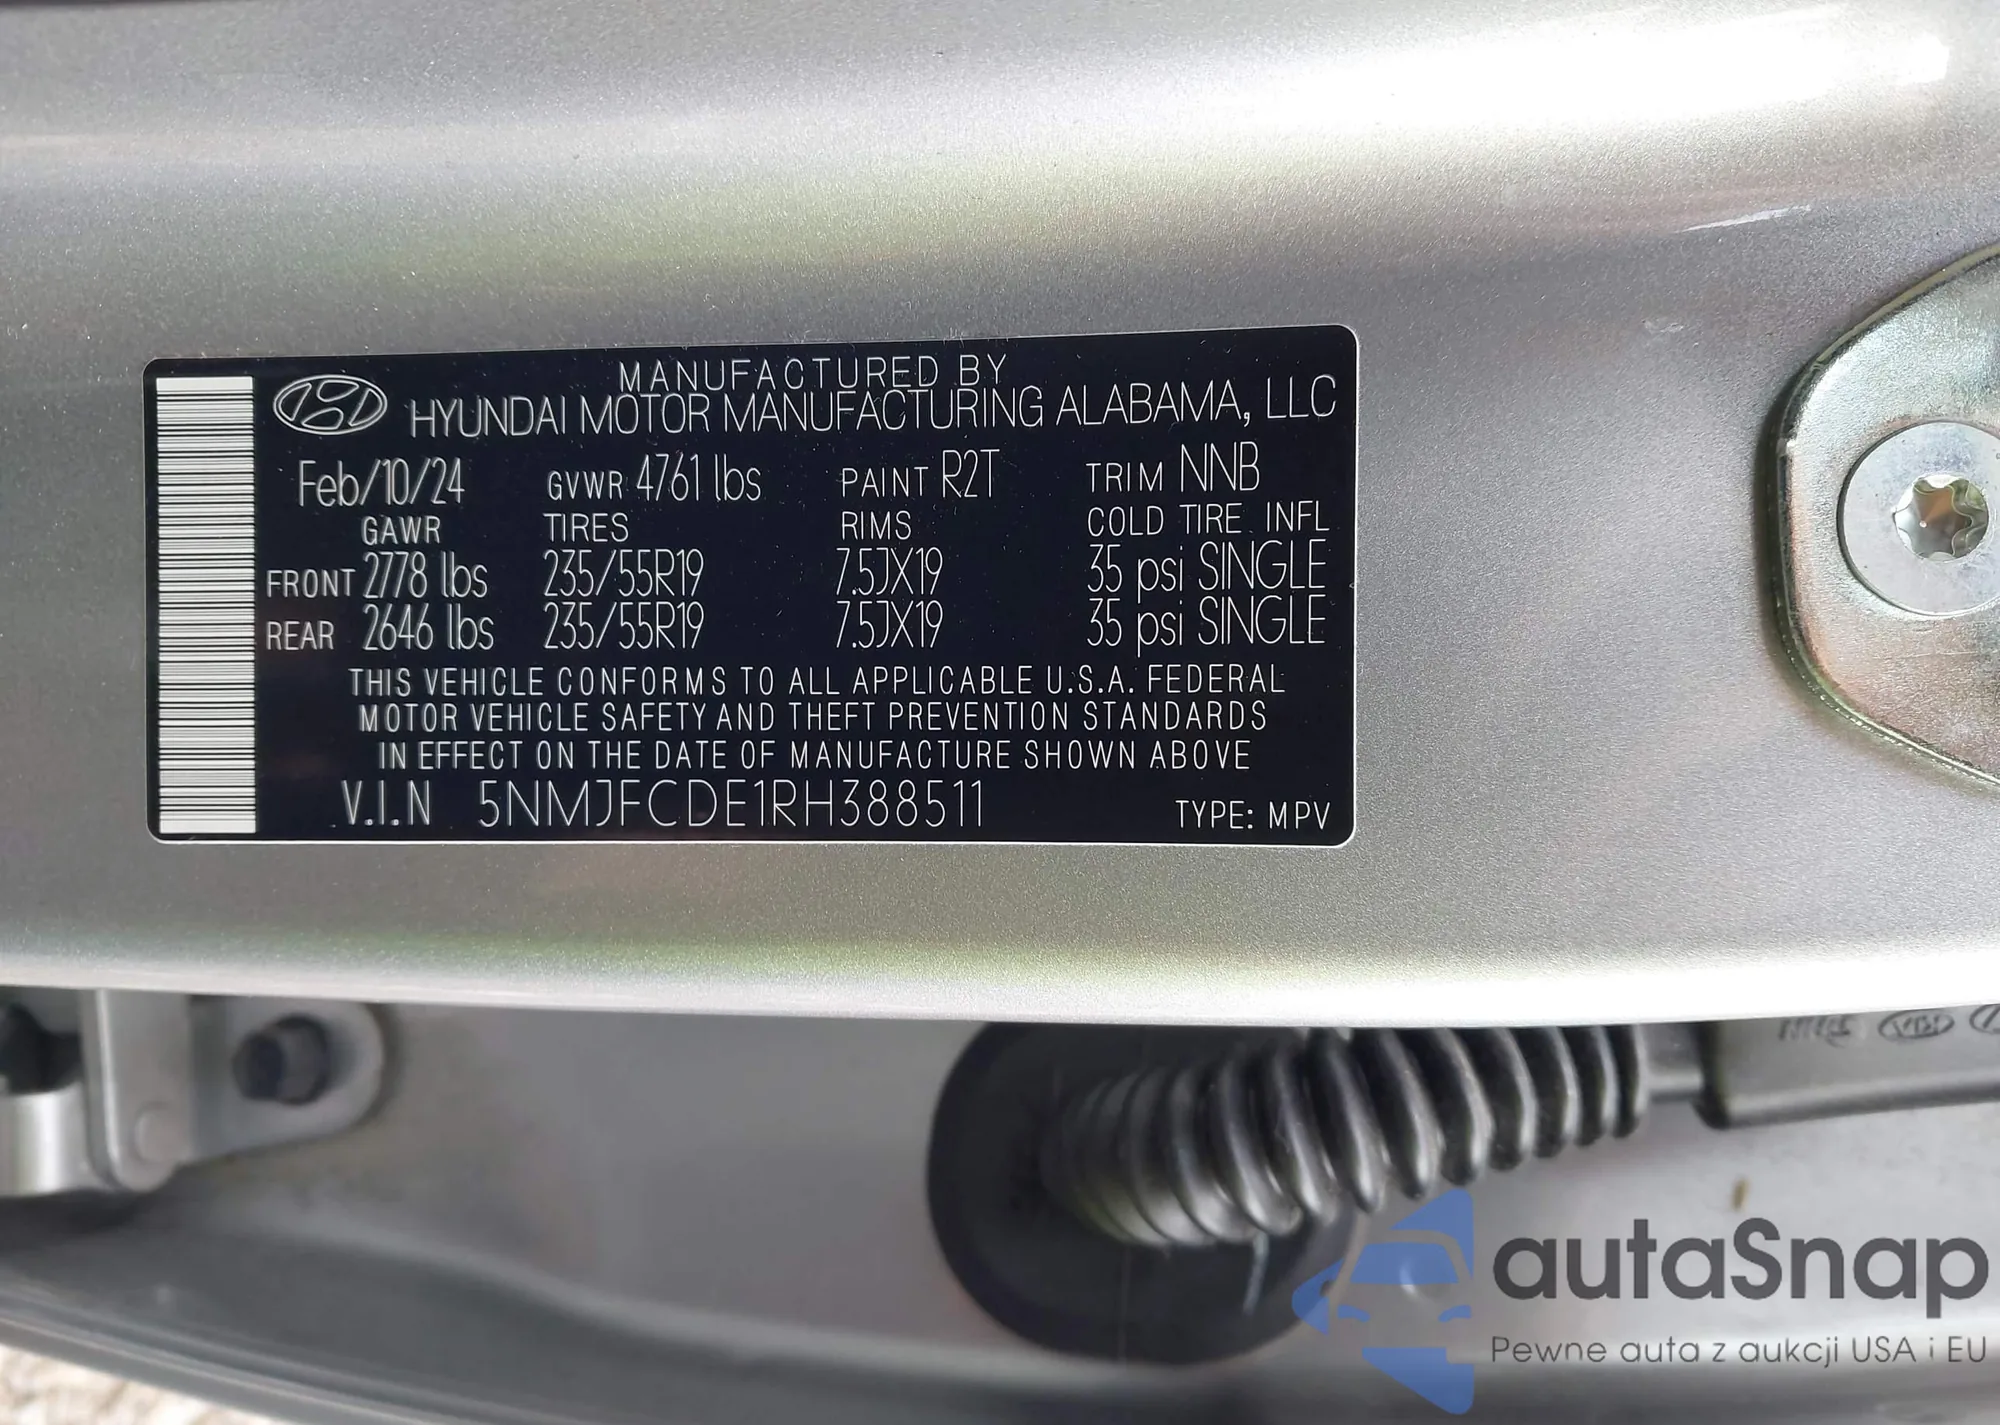 MANUFACTURED BY
HYUNDAI MOTOR MANUFACTURING ALABAMA, LLC
Feb/10/24 GVWR 4761 lbs PAINT R2T TRIM NNB
GAWR TIRES RIMS COLD TIRE INFL
FRONT 2778 lbs 235/55R19 7.5JX19 35 psi SINGLE
REAR 2646 lbs 235/55R19 7.5JX19 35 psi SINGLE
THIS VEHICLE CONFORMS TO ALL APPLICABLE U.S.A. FEDERAL
MOTOR VEHICLE SAFETY AND THEFT PREVENTION STANDARDS
IN EFFECT ON THE DATE OF MANUFACTURE SHOWN ABOVE
V.I.N 5NMJFCDE1RH388511 TYPE: MPV
autaSnap
Pewne auta z aukcji USA i EU